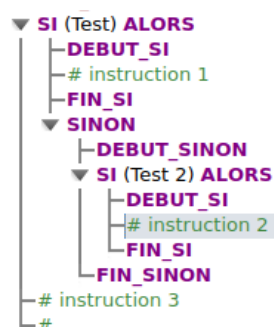 SI (Test) ALORS
DEBUT_SI
# instruction 1
FIN_SI
SINON
DEBUT_SINON
SI (Test 2) ALORS
DEBUT_SI
# instruction 2
FIN_SI
FIN_SINON
# instruction 3
#